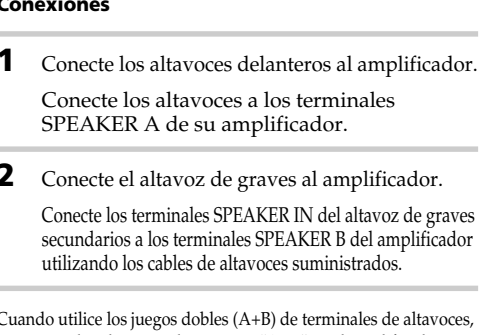 Conexiones
1 Conecte los altavoces delanteros al amplificador.
Conecte los altavoces a los terminales
SPEAKER A de su amplificador.
2 Conecte el altavoz de graves al amplificador.
Conecte los terminales SPEAKER IN del altavoz de graves
secundarios a los terminales SPEAKER B del amplificador
utilizando los cables de altavoces suministrados.
Cuando utilice los juegos dobles (A+B) de terminales de altavoces,